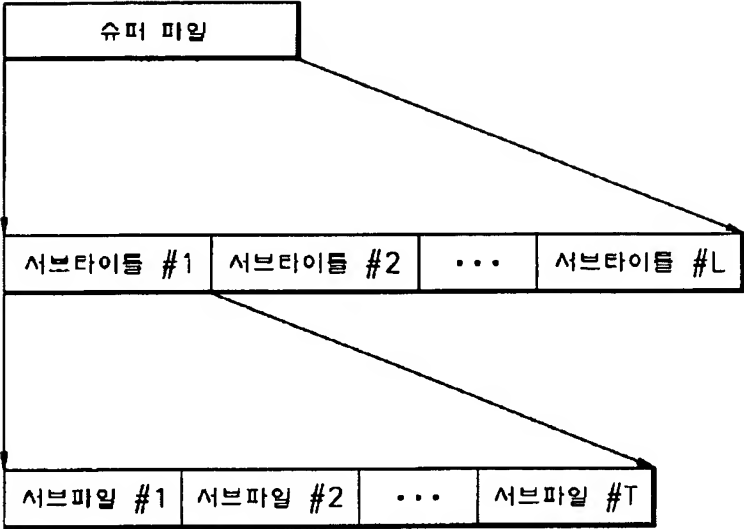 슈퍼 파일
서브타이틀 #1 서브타이틀 #2 ... 서브타이틀 #L
서브파일 #1 서브파일 #2 ... 서브파일 #T